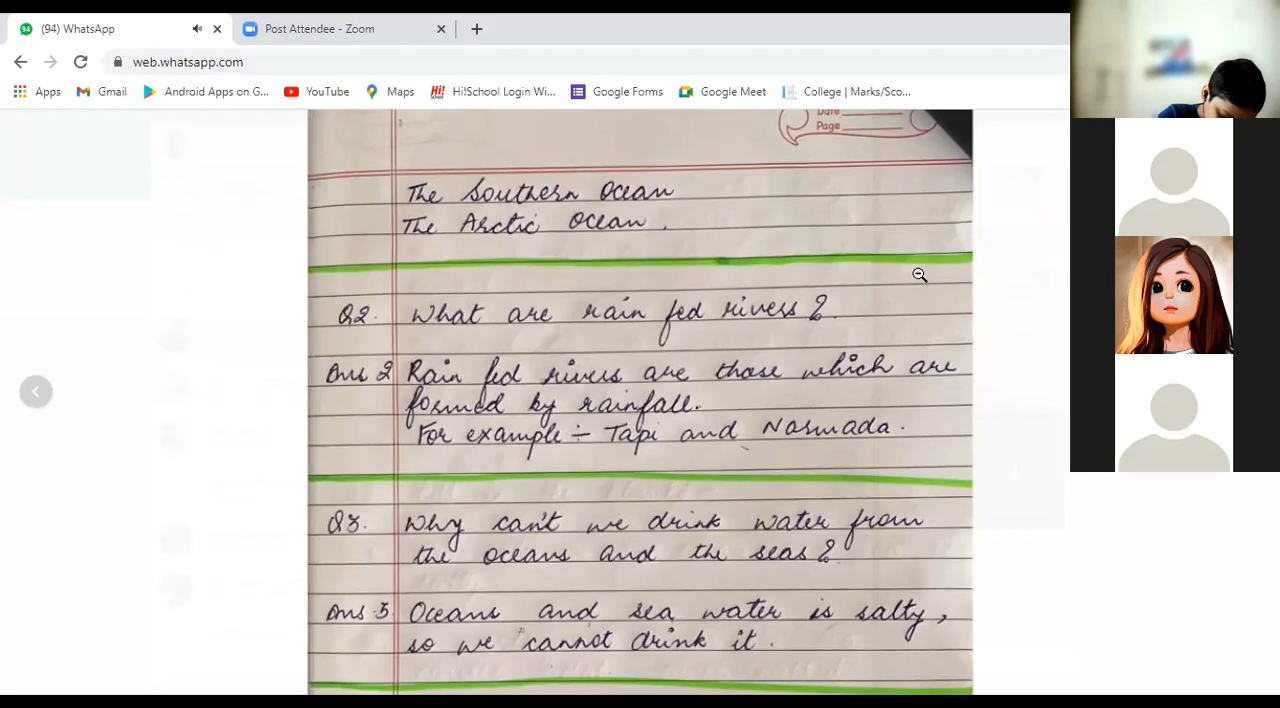 94
(94) WhatsApp
Post Attendee - Zoom
web.whatsapp.com
Apps
Gmail
Android Apps on G...
YouTube
Maps
Hi!
Hi!School Login Wi...
Google Forms
Google Meet
College | Marks/Sco...
Date
Page
The Southern Ocean
The Arctic Ocean.
Q2. What are rain fed rivers?
Ans 2 Rain fed rivers are those which are
formed by rainfall.
For example ÷ Tapi and Narmada.
Q3. Why can't we drink water from
the oceans and the seas?
Ans 3. Oceans and sea water is salty,
so we cannot drink it.